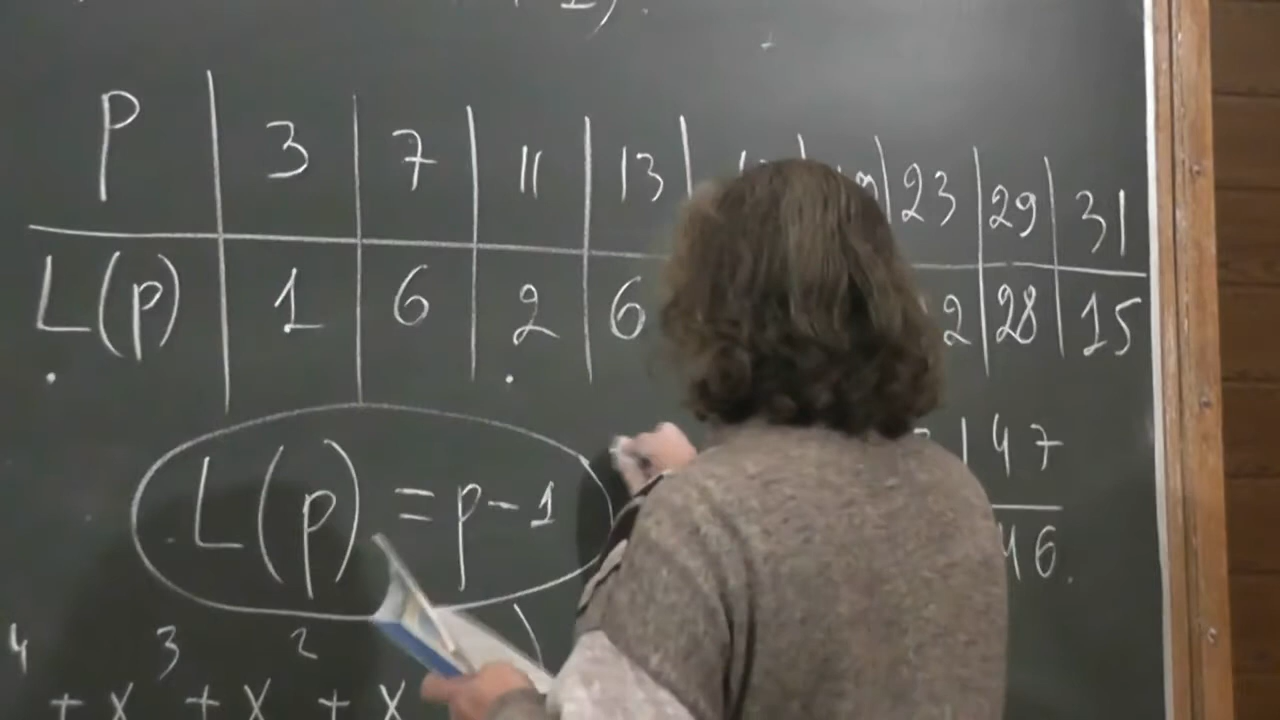 1).
P 3 7 11 13 23 29 31
L(p) 1 6 2 6 2 28 15
L(p) = p - 1
47
46.
4 3 2
+ x + x + x